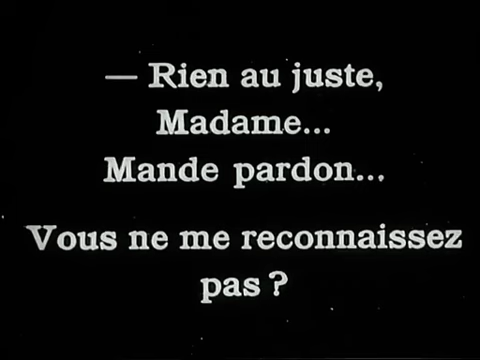 — Rien au juste,
Madame...
Mande pardon...
Vous ne me reconnaissez
pas ?